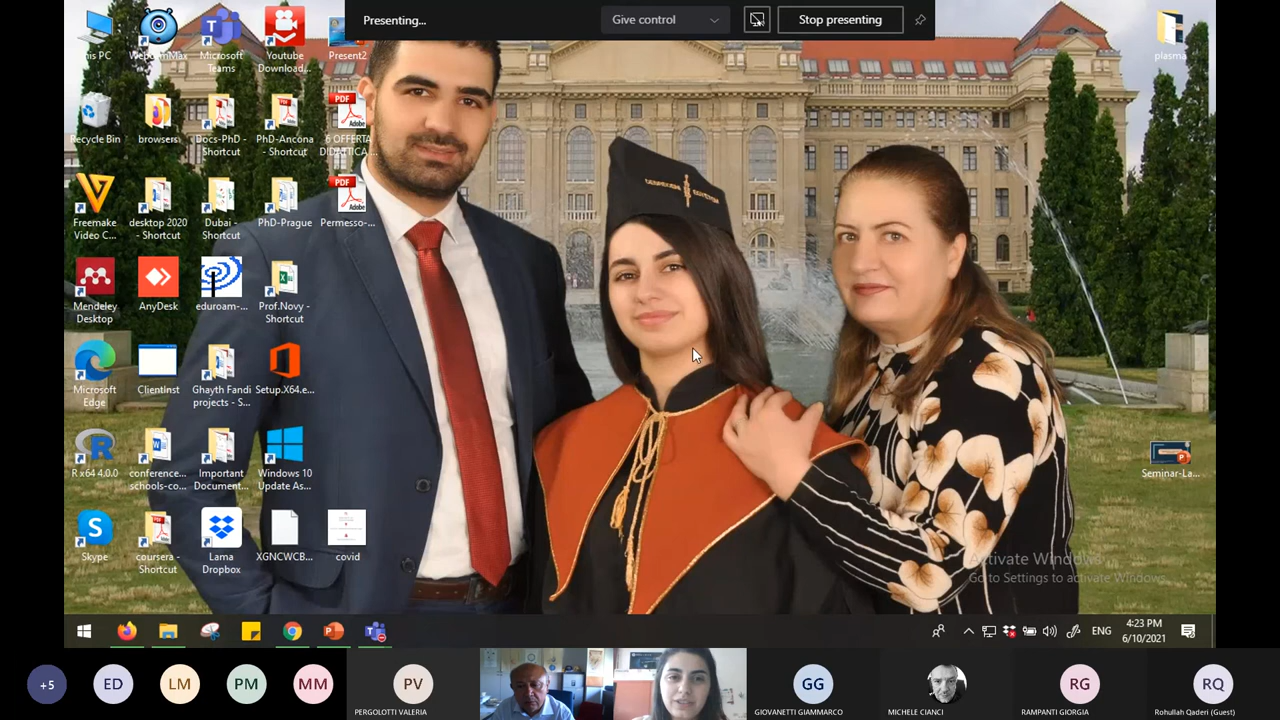 Presenting...
Give control
Stop presenting
his PC
WebcamMax
Microsoft
Teams
Youtube
Download...
Present2
plasma
Recycle Bin
browsers
Docs-PhD -
Shortcut
PhD-Ancona
- Shortcut
6 OFFERTA
DIDATTICA ...
Freemake
Video C...
desktop 2020
- Shortcut
Dubai -
Shortcut
PhD-Prague
Permesso-...
Mendeley
Desktop
AnyDesk
eduroam-...
Prof.Novy -
Shortcut
Microsoft
Edge
Clientinst
Ghayth Fandi
projects - S...
Setup.X64.e...
R x64 4.0.0
conference...
schools-co...
Important
Document...
Windows 10
Update As...
Seminar-La...
Skype
coursera -
Shortcut
Lama
Dropbox
XGNCWCB...
covid
Activate Windows
Go to Settings to activate Windows.
ENG
4:23 PM
6/10/2021
+5
ED
LM
PM
MM
PV
PERGOLOTTI VALERIA
GG
GIOVANETTI GIAMMARCO
MICHELE CIANCI
RG
RAMPANTI GIORGIA
RQ
Rohullah Qaderi (Guest)